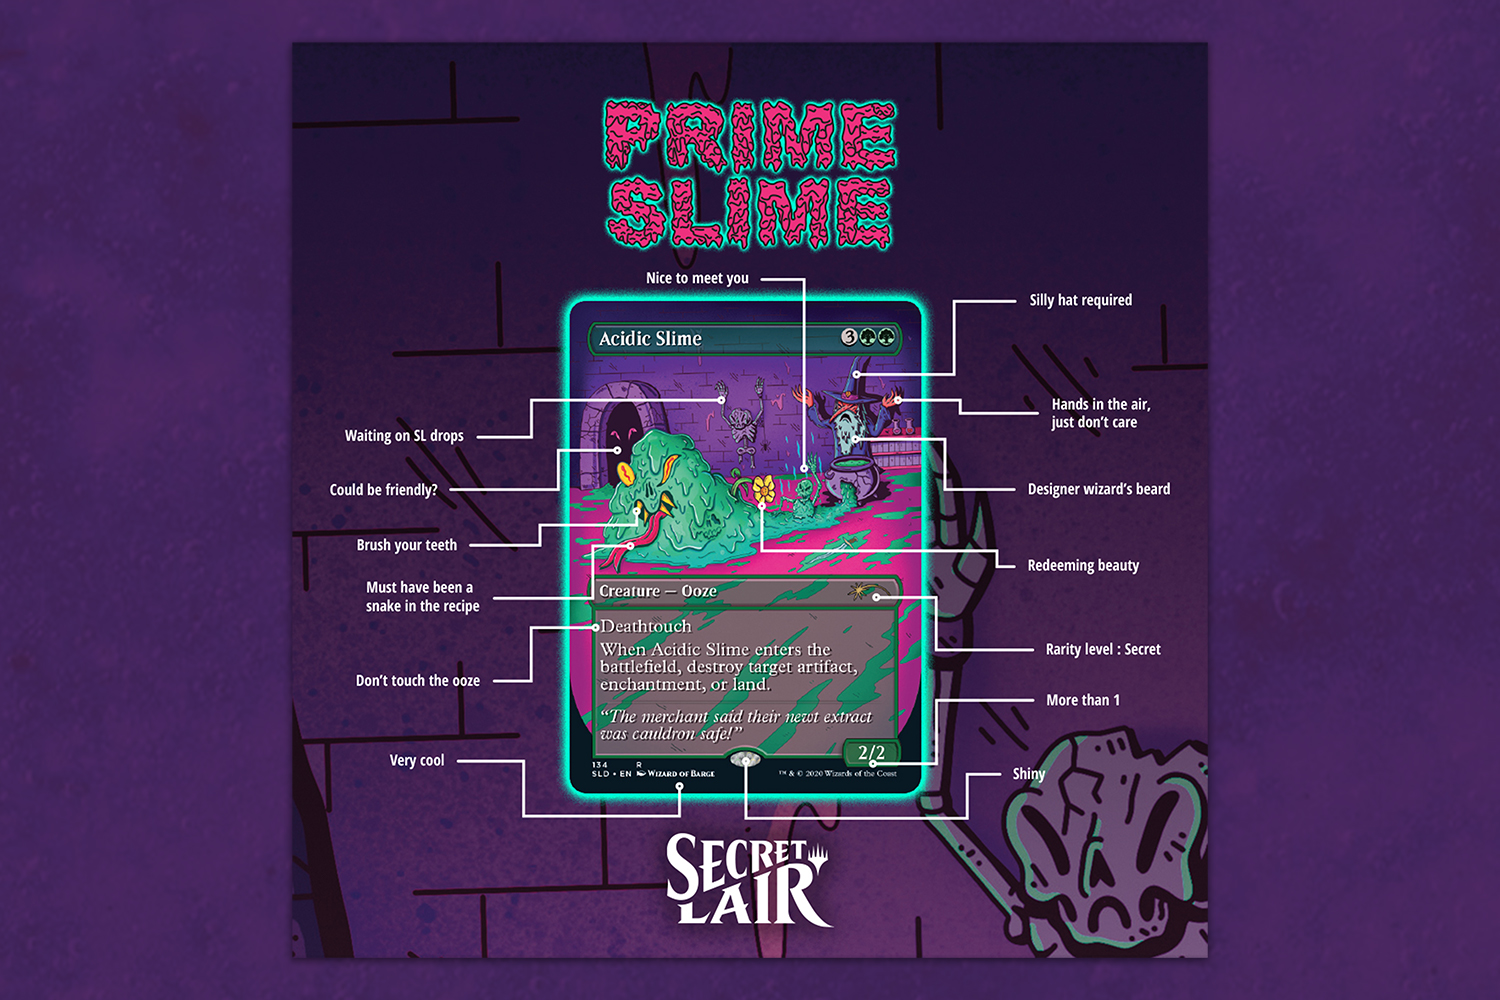 PRIME
SLIME
Nice to meet you
Silly hat required
Acidic Slime
3
Hands in the air,
just don't care
Waiting on SL drops
Could be friendly?
Designer wizard's beard
Brush your teeth
Redeeming beauty
Must have been a
snake in the recipe
Creature — Ooze
Deathtouch
When Acidic Slime enters the
battlefield, destroy target artifact,
enchantment, or land.
"The merchant said their newt extract
was cauldron safe!"
2/2
Rarity level : Secret
Don't touch the ooze
More than 1
Very cool
134 R
SLD • EN WIZARD OF BARGE
™ & © 2020 Wizards of the Coast
Shiny
SECRET
LAIR